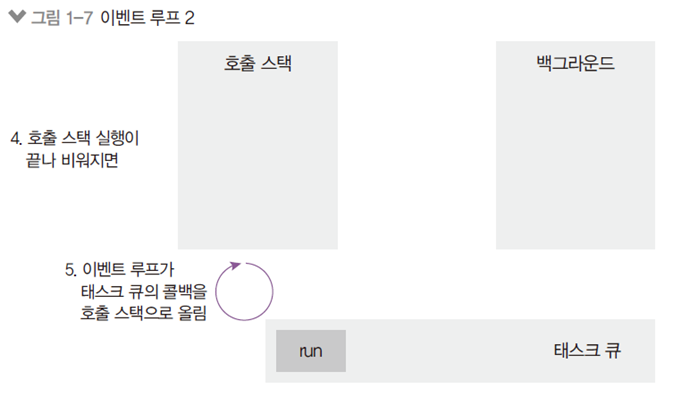 그림 1-7 이벤트 루프 2
호출 스택
백그라운드
4. 호출 스택 실행이
끝나 비워지면
5. 이벤트 루프가
태스크 큐의 콜백을
호출 스택으로 올림
run
태스크 큐